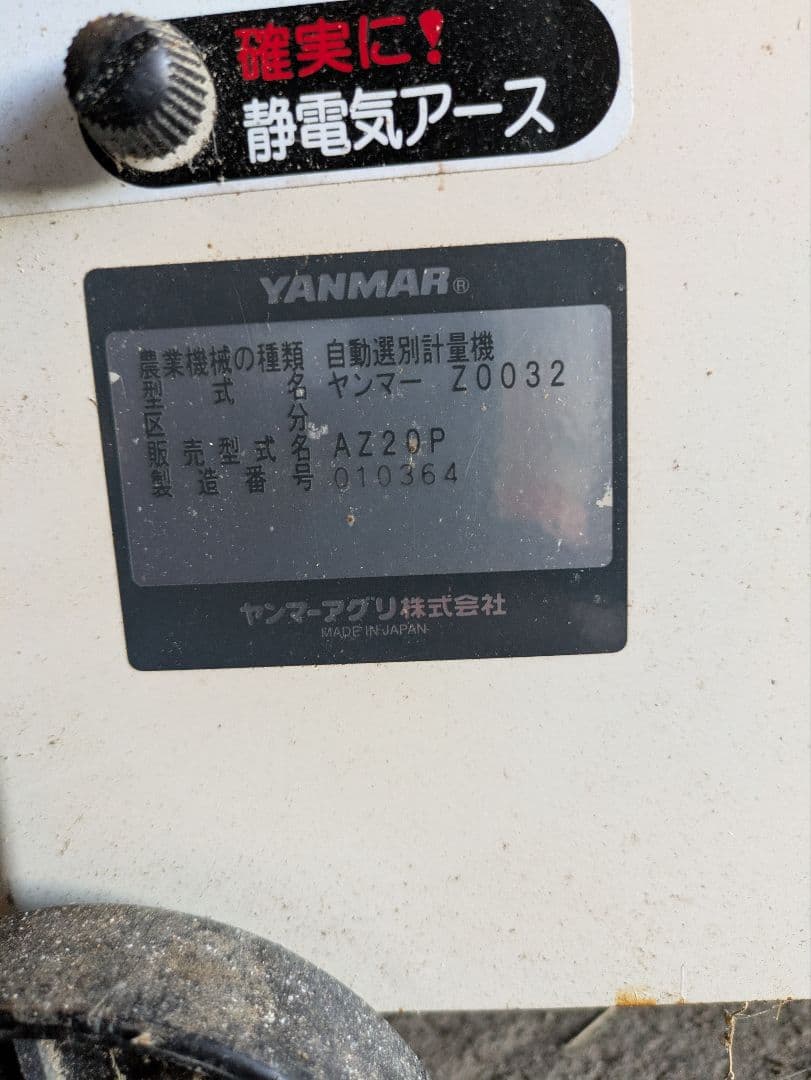 確実に!
静電気アース
YANMAR®
農業機械の種類 自動選別計量機
型式名 ヤンマー Z0032
区分
販売型式名 AZ20P
製造番号 010364
ヤンマーアグリ株式会社
MADE IN JAPAN